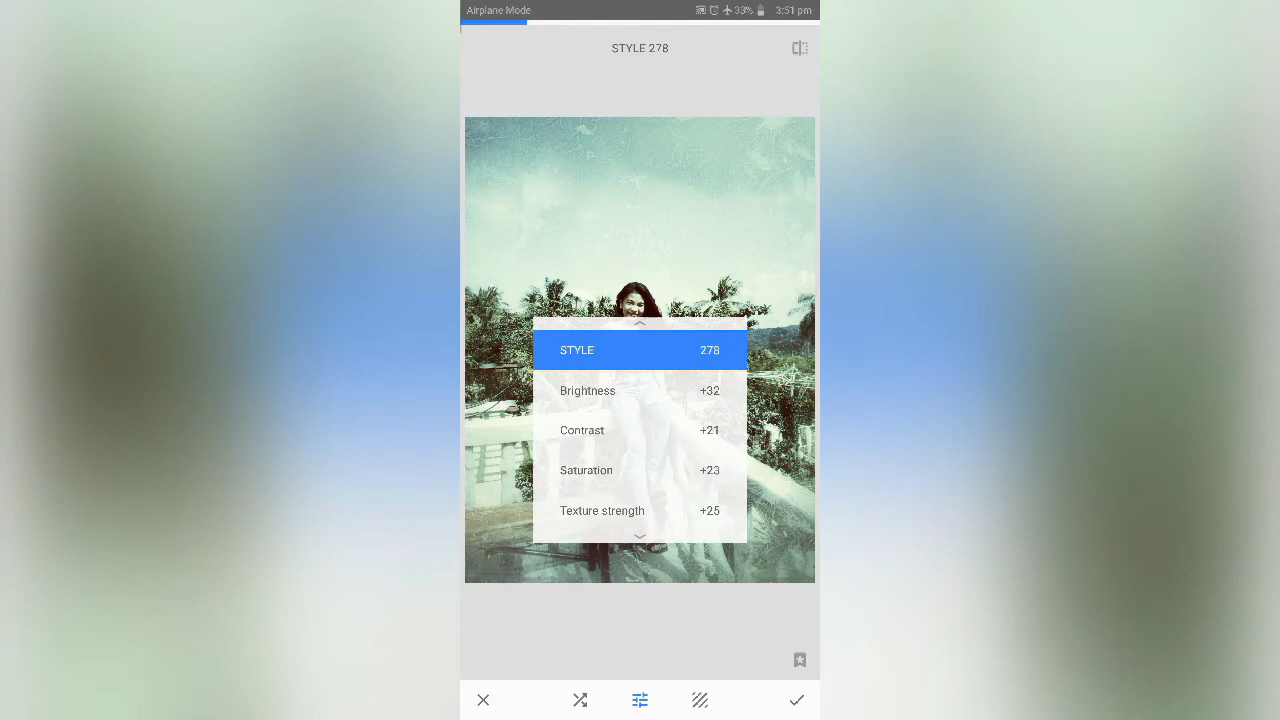 Airplane Mode 33% 3:51 pm
STYLE 278
STYLE 278
Brightness +32
Contrast +21
Saturation +23
Texture strength +25